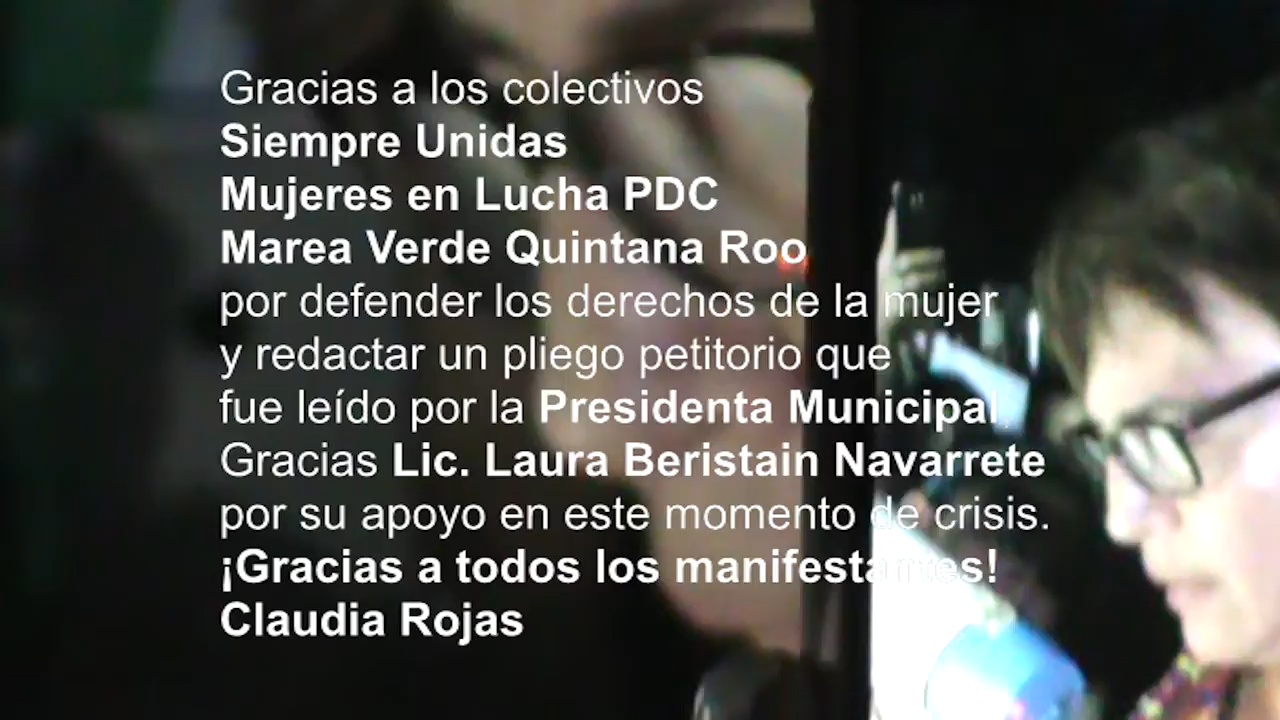 Gracias a los colectivos
Siempre Unidas
Mujeres en Lucha PDC
Marea Verde Quintana Roo
por defender los derechos de la mujer
y redactar un pliego petitorio que
fue leído por la Presidenta Municipal.
Gracias Lic. Laura Beristain Navarrete
por su apoyo en este momento de crisis.
¡Gracias a todos los manifestantes!
Claudia Rojas